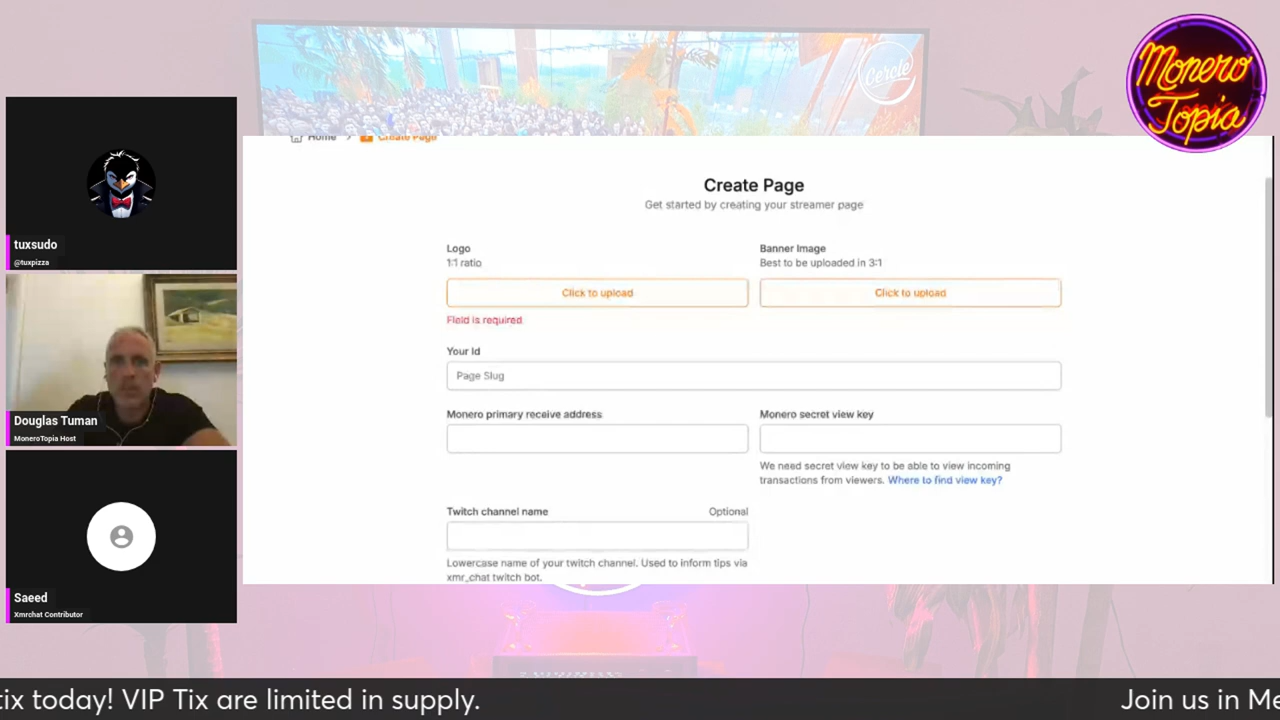 Cercle
Monero
Topia
Home > Create Page
Create Page
Get started by creating your streamer page
Logo
1:1 ratio
Click to upload
Field is required
Banner Image
Best to be uploaded in 3:1
Click to upload
Your Id
Page Slug
Monero primary receive address
Monero secret view key
We need secret view key to be able to view incoming
transactions from viewers. Where to find view key?
Twitch channel name
Optional
Lowercase name of your twitch channel. Used to inform tips via
xmr_chat twitch bot.
tuxsudo
@tuxpizza
Douglas Tuman
MoneroTopia Host
Saeed
Xmrchat Contributor
tix today! VIP Tix are limited in supply.
Join us in Me